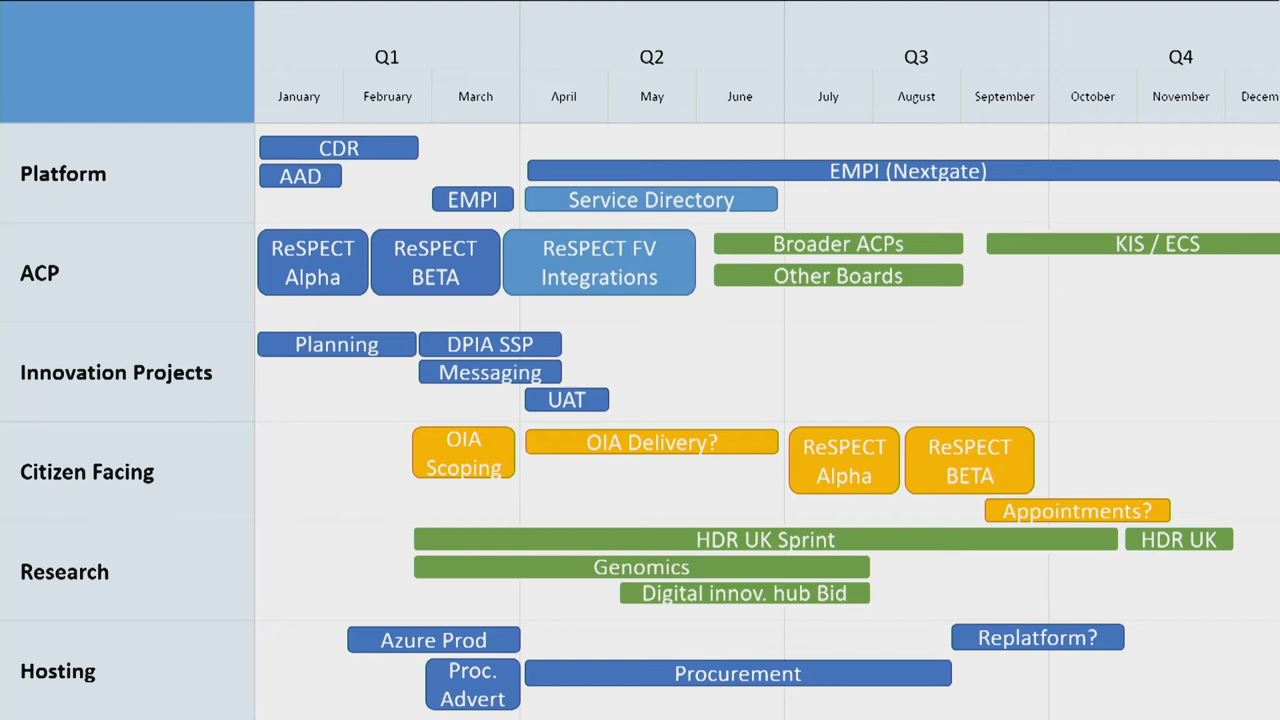 Q1
Q2
Q3
Q4
January
February
March
April
May
June
July
August
September
October
November
Decem
Platform
CDR
AAD
EMPI
EMPI (Nextgate)
Service Directory
ACP
ReSPECT
Alpha
ReSPECT
BETA
ReSPECT FV
Integrations
Broader ACPs
Other Boards
KIS / ECS
Innovation Projects
Planning
DPIA SSP
Messaging
UAT
Citizen Facing
OIA
Scoping
OIA Delivery?
ReSPECT
Alpha
ReSPECT
BETA
Appointments?
Research
HDR UK Sprint
HDR UK
Genomics
Digital innov. hub Bid
Hosting
Azure Prod
Proc.
Advert
Procurement
Replatform?